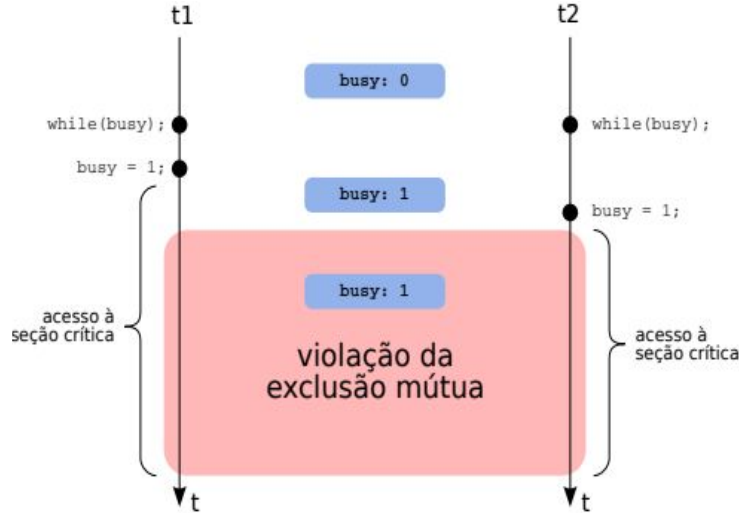 t1
t2
busy: 0
while(busy);
while(busy);
busy = 1;
busy: 1
busy = 1;
busy: 1
acesso à
seção crítica
violação da
exclusão mútua
acesso à
seção crítica
t
t